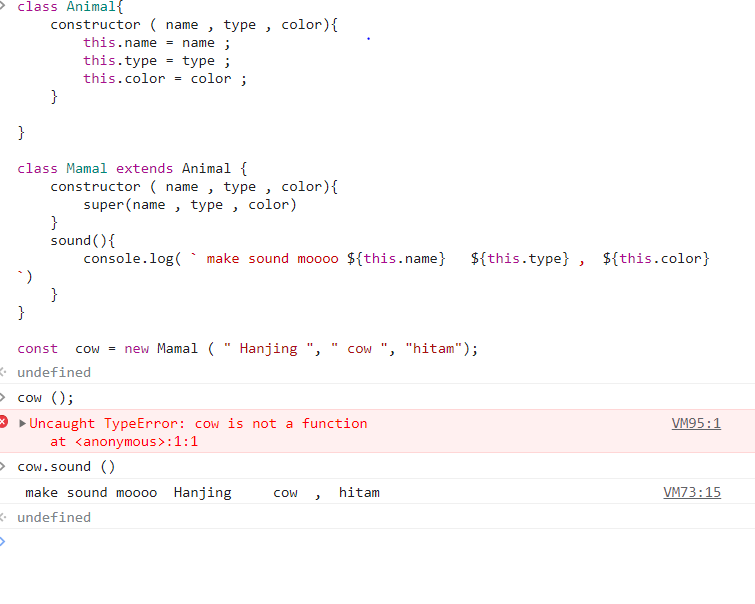 class Animal{
    constructor ( name , type , color){
        this.name = name ;
        this.type = type ;
        this.color = color ;
    }

}

class Mamal extends Animal {
    constructor ( name , type , color){
        super(name , type , color)
    }
    sound(){
        console.log( ` make sound moooo ${this.name}   ${this.type} ,  ${this.color}
`)
    }
}

const  cow = new Mamal ( " Hanjing ", " cow ", "hitam");
undefined
cow ();
Uncaught TypeError: cow is not a function VM95:1
    at <anonymous>:1:1
cow.sound ()
 make sound moooo  Hanjing     cow  ,  hitam VM73:15
undefined